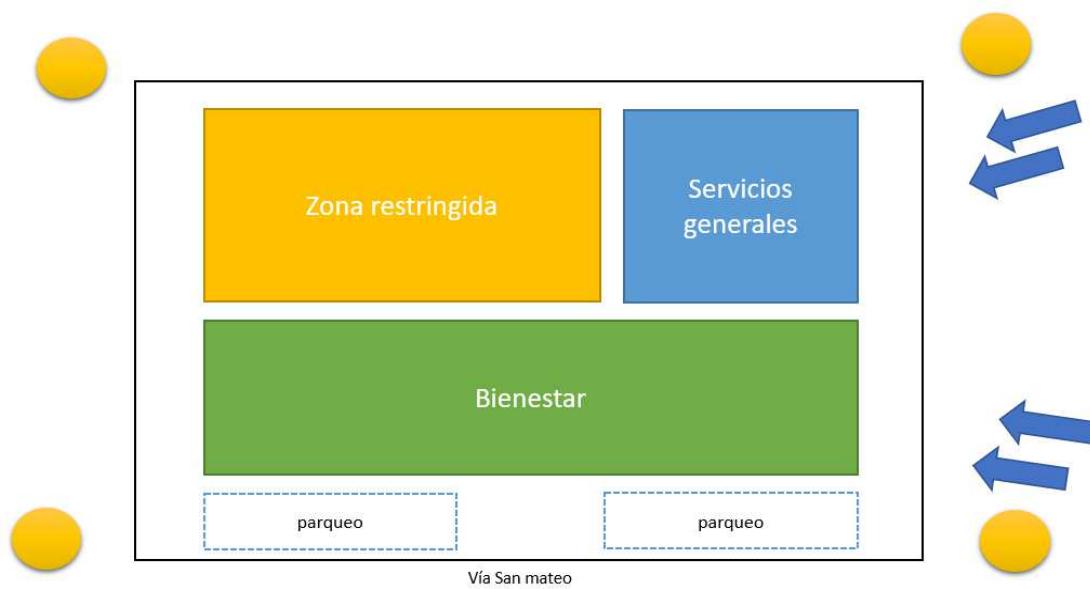 Zona restringida
Servicios
generales
Bienestar
parqueo
parqueo
Vía San mateo